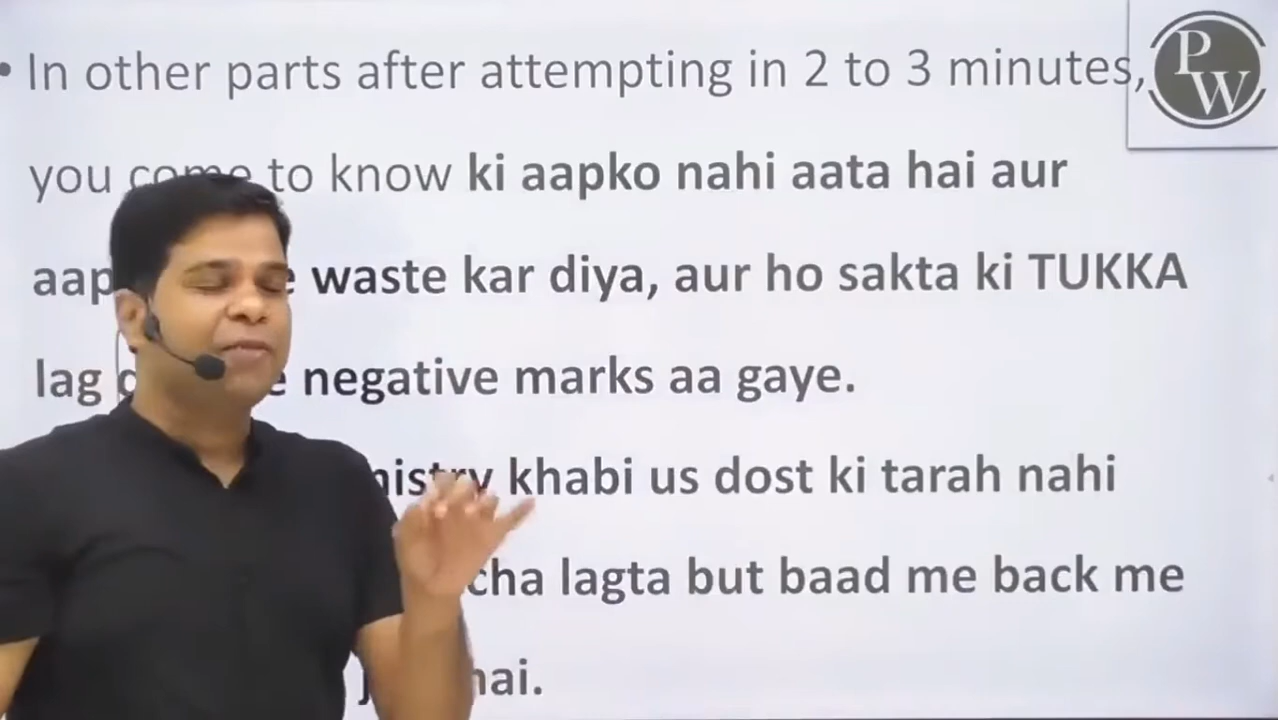 • In other parts after attempting in 2 to 3 minutes,
you come to know ki aapko nahi aata hai aur
waste kar diya, aur ho sakta ki TUKKA
lag negative marks aa gaye.
khabi us dost ki tarah nahi
lagta but baad me back me
hai.
PW